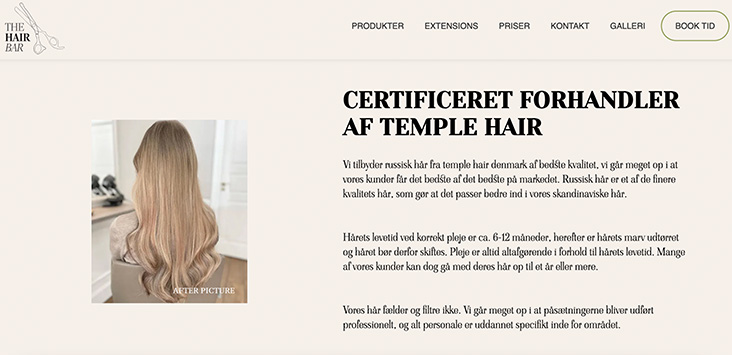 THE
HAIR
BAR
PRODUKTER EXTENSIONS PRISER KONTAKT GALLERI BOOK TID
CERTIFICERET FORHANDLER
AF TEMPLE HAIR
Vi tilbyder russisk hår fra temple hair denmark af bedste kvalitet, vi går meget op i at
vores kunder får det bedste af det bedste på markedet. Russisk hår er et af de finere
kvalitets hår, som gør at det passer bedre ind i vores skandinaviske hår.
Hårets levetid ved korrekt pleje er ca. 6-12 måneder, herefter er hårets marv udtørret
og håret bør derfor skiftes. Pleje er altid altafgørende i forhold til hårets levetid. Mange
af vores kunder kan dog gå med deres hår op til et år eller mere.
Vores hår fælder og filtre ikke. Vi går meget op i at påsætningerne bliver udført
professionelt, og alt personale er uddannet specifikt inde for området.
AFTER PICTURE